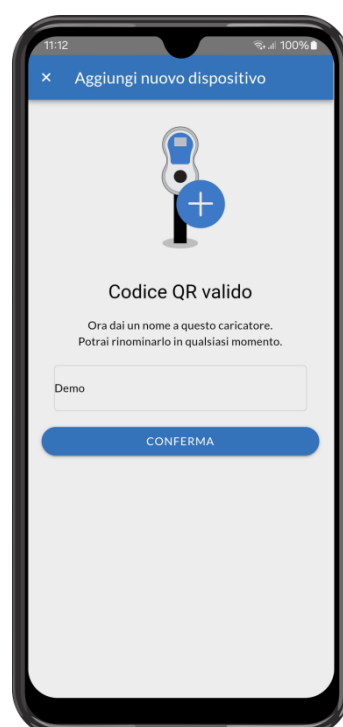 11:12
100%
× Aggiungi nuovo dispositivo
Codice QR valido
Ora dai un nome a questo caricatore.
Potrai rinominarlo in qualsiasi momento.
Demo
CONFERMA